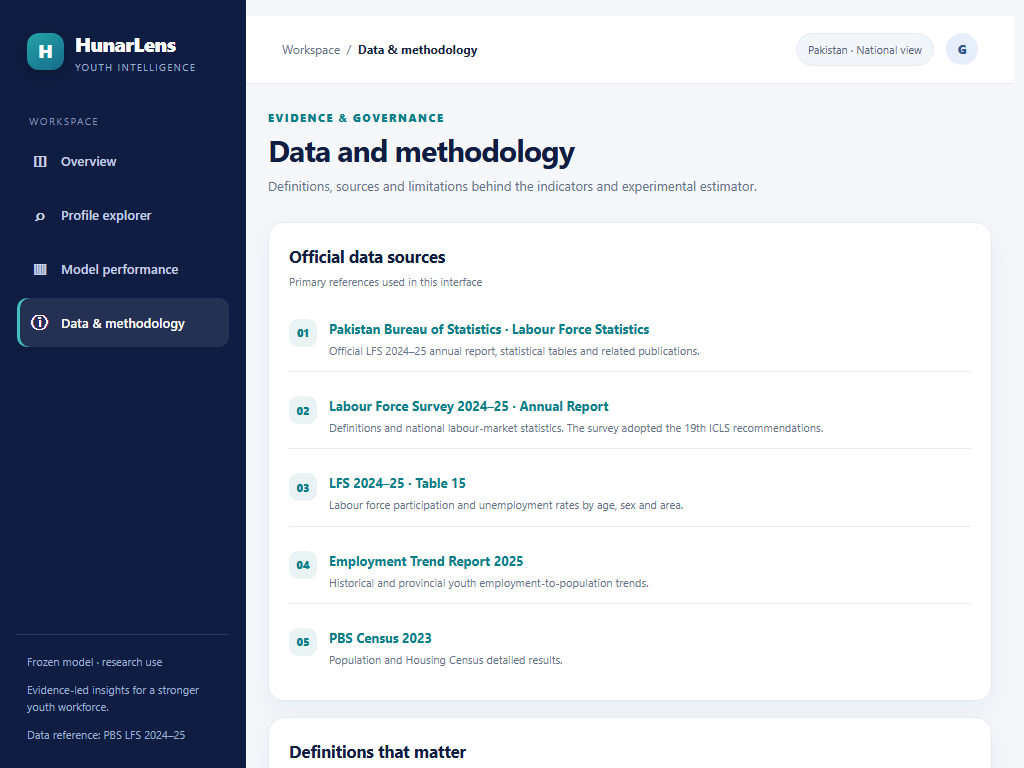 H
HunarLens
YOUTH INTELLIGENCE
WORKSPACE
Overview
Profile explorer
Model performance
Data & methodology
Frozen model · research use
Evidence-led insights for a stronger
youth workforce.
Data reference: PBS LFS 2024–25
Workspace / Data & methodology
Pakistan · National view
G
EVIDENCE & GOVERNANCE
Data and methodology
Definitions, sources and limitations behind the indicators and experimental estimator.
Official data sources
Primary references used in this interface
01
Pakistan Bureau of Statistics · Labour Force Statistics
Official LFS 2024–25 annual report, statistical tables and related publications.
02
Labour Force Survey 2024–25 · Annual Report
Definitions and national labour-market statistics. The survey adopted the 19th ICLS recommendations.
03
LFS 2024–25 · Table 15
Labour force participation and unemployment rates by age, sex and area.
04
Employment Trend Report 2025
Historical and provincial youth employment-to-population trends.
05
PBS Census 2023
Population and Housing Census detailed results.
Definitions that matter